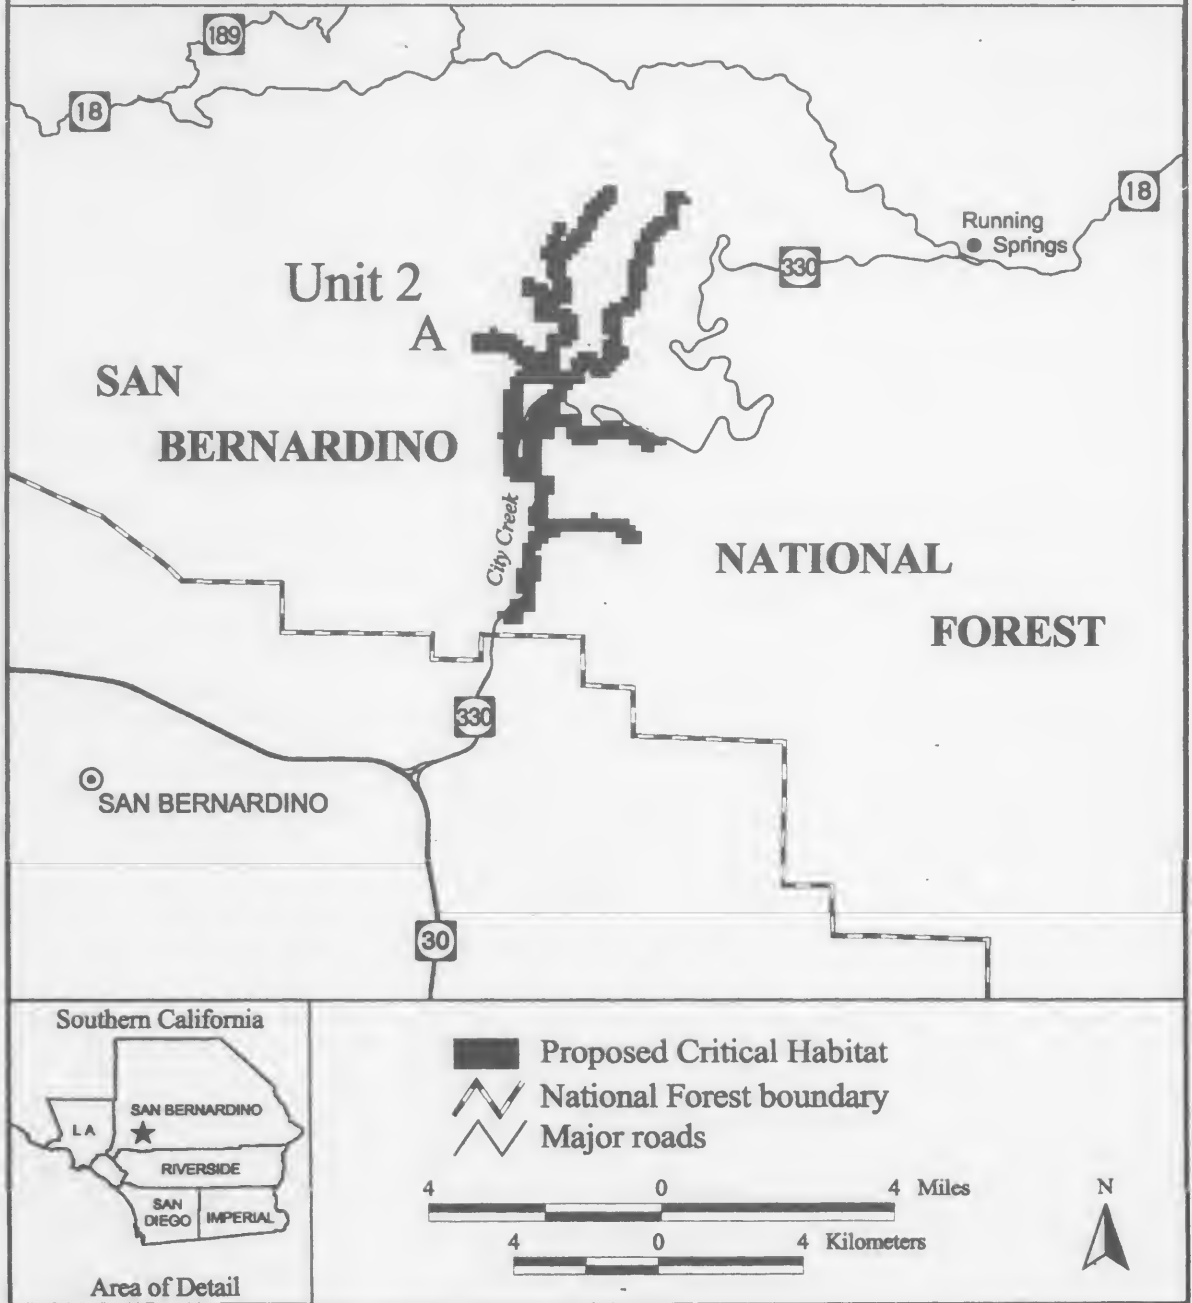 189
18
18
Running
Springs
330
Unit 2
A
SAN
BERNARDINO
City Creek
NATIONAL
FOREST
330
SAN BERNARDINO
30
Southern California
SAN BERNARDINO
L A
RIVERSIDE
SAN
DIEGO
IMPERIAL
Area of Detail
Proposed Critical Habitat
National Forest boundary
Major roads
4 0 4 Miles
4 0 4 Kilometers
N